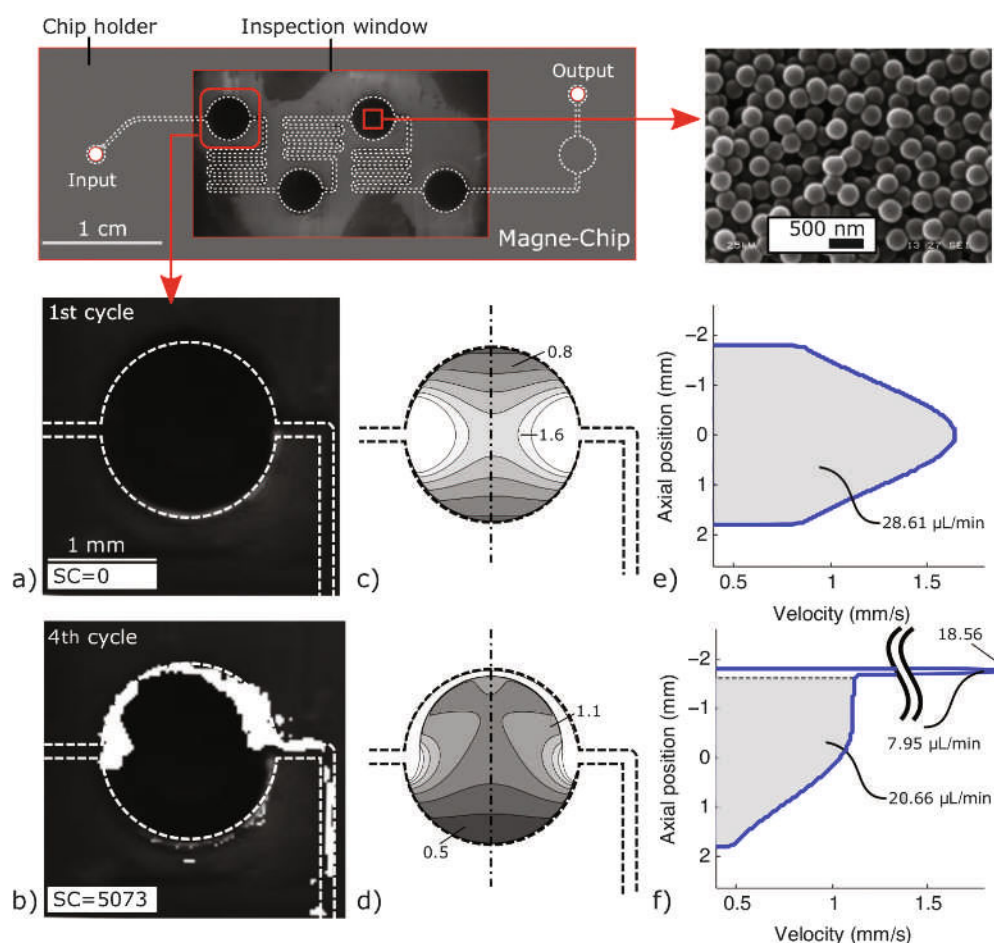 Chip holder
Inspection window
Input
Output
1 cm
Magne-Chip
500 nm
13 27 SEI
1st cycle
1 mm
SC=0
a)
0.8
1.6
c)
Axial position (mm)
-2
-1
0
1
2
28.61 µL/min
0.5
1
1.5
Velocity (mm/s)
e)
4th cycle
SC=5073
b)
1.1
0.5
d)
Axial position (mm)
-2
-1
0
1
2
18.56
7.95 µL/min
20.66 µL/min
0.5
1
1.5
Velocity (mm/s)
f)